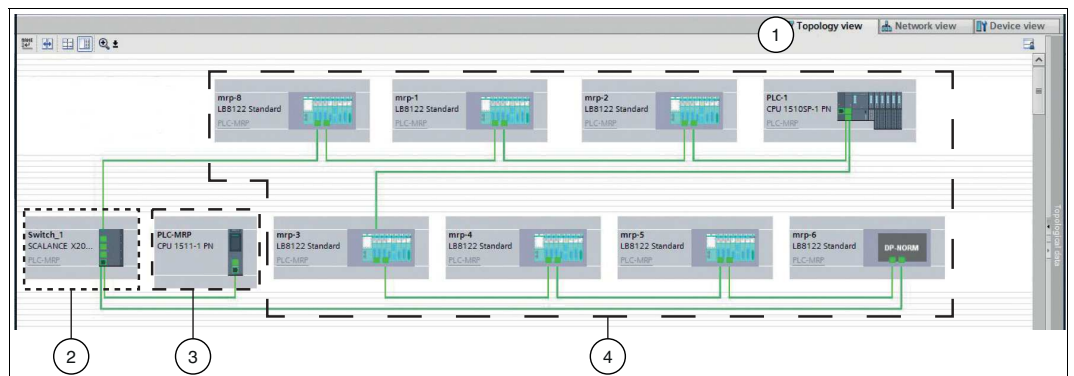 1
Topology view
Network view
Device view
mrp-8
LB8122 Standard
PLC-MRP
mrp-1
LB8122 Standard
PLC-MRP
mrp-2
LB8122 Standard
PLC-MRP
PLC-1
CPU 1510SP-1 PN
PLC-MRP
Switch_1
SCALANCE X20...
PLC-MRP
PLC-MRP
CPU 1511-1 PN
mrp-3
LB8122 Standard
PLC-MRP
mrp-4
LB8122 Standard
PLC-MRP
mrp-5
LB8122 Standard
PLC-MRP
mrp-6
LB8122 Standard
PLC-MRP
DP-NORM
Topological data
2
3
4